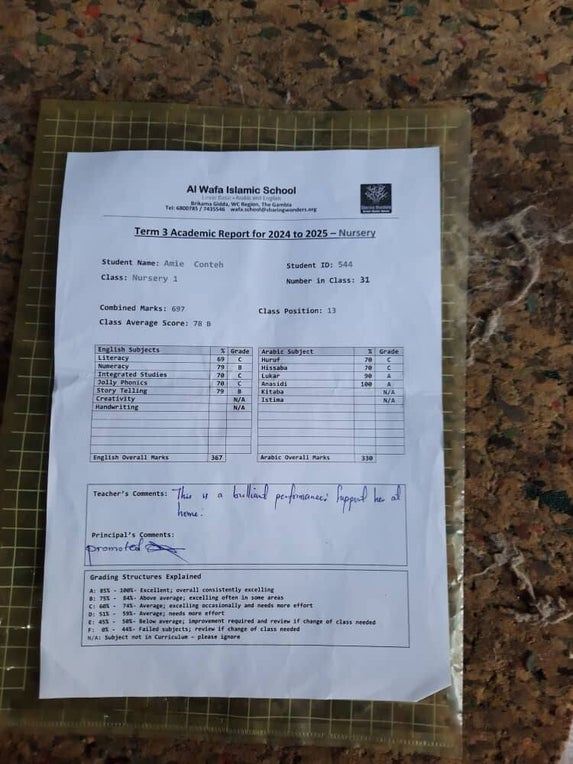 Al Wafa Islamic School
Brikama Gidda, WC Region, The Gambia
Tel: 6800785 / 7435546 wafa.school@sharingwonders.org
Term 3 Academic Report for 2024 to 2025 – Nursery
Student Name: Amie Conteh Student ID: 544
Class: Nursery 1 Number in Class: 31
Combined Marks: 697 Class Position: 13
Class Average Score: 78 B
English Subjects % Grade Arabic Subject % Grade
Literacy 69 C Huruf 70 C
Numeracy 79 B Hissaba 70 C
Integrated Studies 70 C Lukar 90 A
Jolly Phonics 70 C Anasidi 100 A
Story Telling 79 B Kitaba N/A
Creativity N/A Istima N/A
Handwriting N/A
English Overall Marks 367 Arabic Overall Marks 330
Teacher's Comments: This is a brilliant performance. Support her at
home.
Principal's Comments:
promoted
Grading Structures Explained
A: 85% - 100%- Excellent; overall consistently excelling
B: 75% - 84%- Above average; excelling often in some areas
C: 60% - 74%- Average; excelling occasionally and needs more effort
D: 51% - 59%- Average; needs more effort
E: 45% - 50%- Below average; improvement required and review if change of class needed
F: 0% - 44%- Failed subjects; review if change of class needed
N/A: Subject not in Curriculum – please ignore